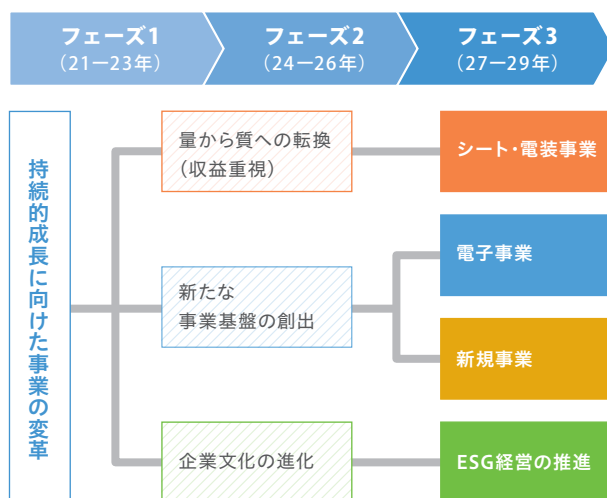 フェーズ1
（21ー23年）
フェーズ2
（24ー26年）
フェーズ3
（27ー29年）
持続的成長に向けた事業の変革
量から質への転換
（収益重視）
シート・電装事業
新たな
事業基盤の創出
電子事業
新規事業
企業文化の進化
ESG経営の推進